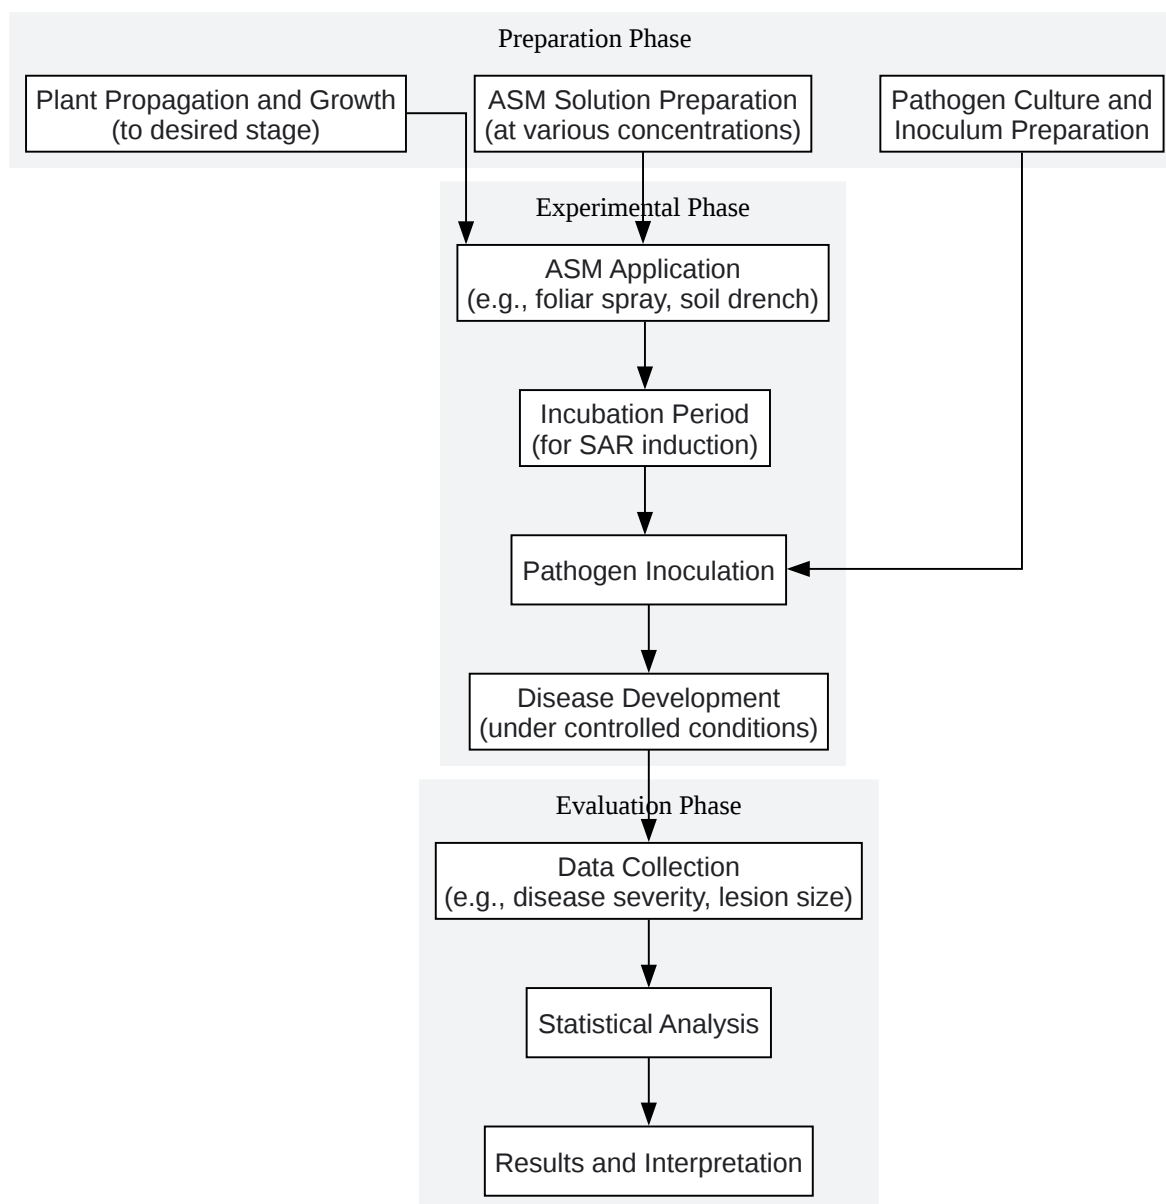 Preparation Phase
Plant Propagation and Growth
(to desired stage)
ASM Solution Preparation
(at various concentrations)
Pathogen Culture and
Inoculum Preparation
Experimental Phase
ASM Application
(e.g., foliar spray, soil drench)
Incubation Period
(for SAR induction)
Pathogen Inoculation
Disease Development
(under controlled conditions)
Evaluation Phase
Data Collection
(e.g., disease severity, lesion size)
Statistical Analysis
Results and Interpretation